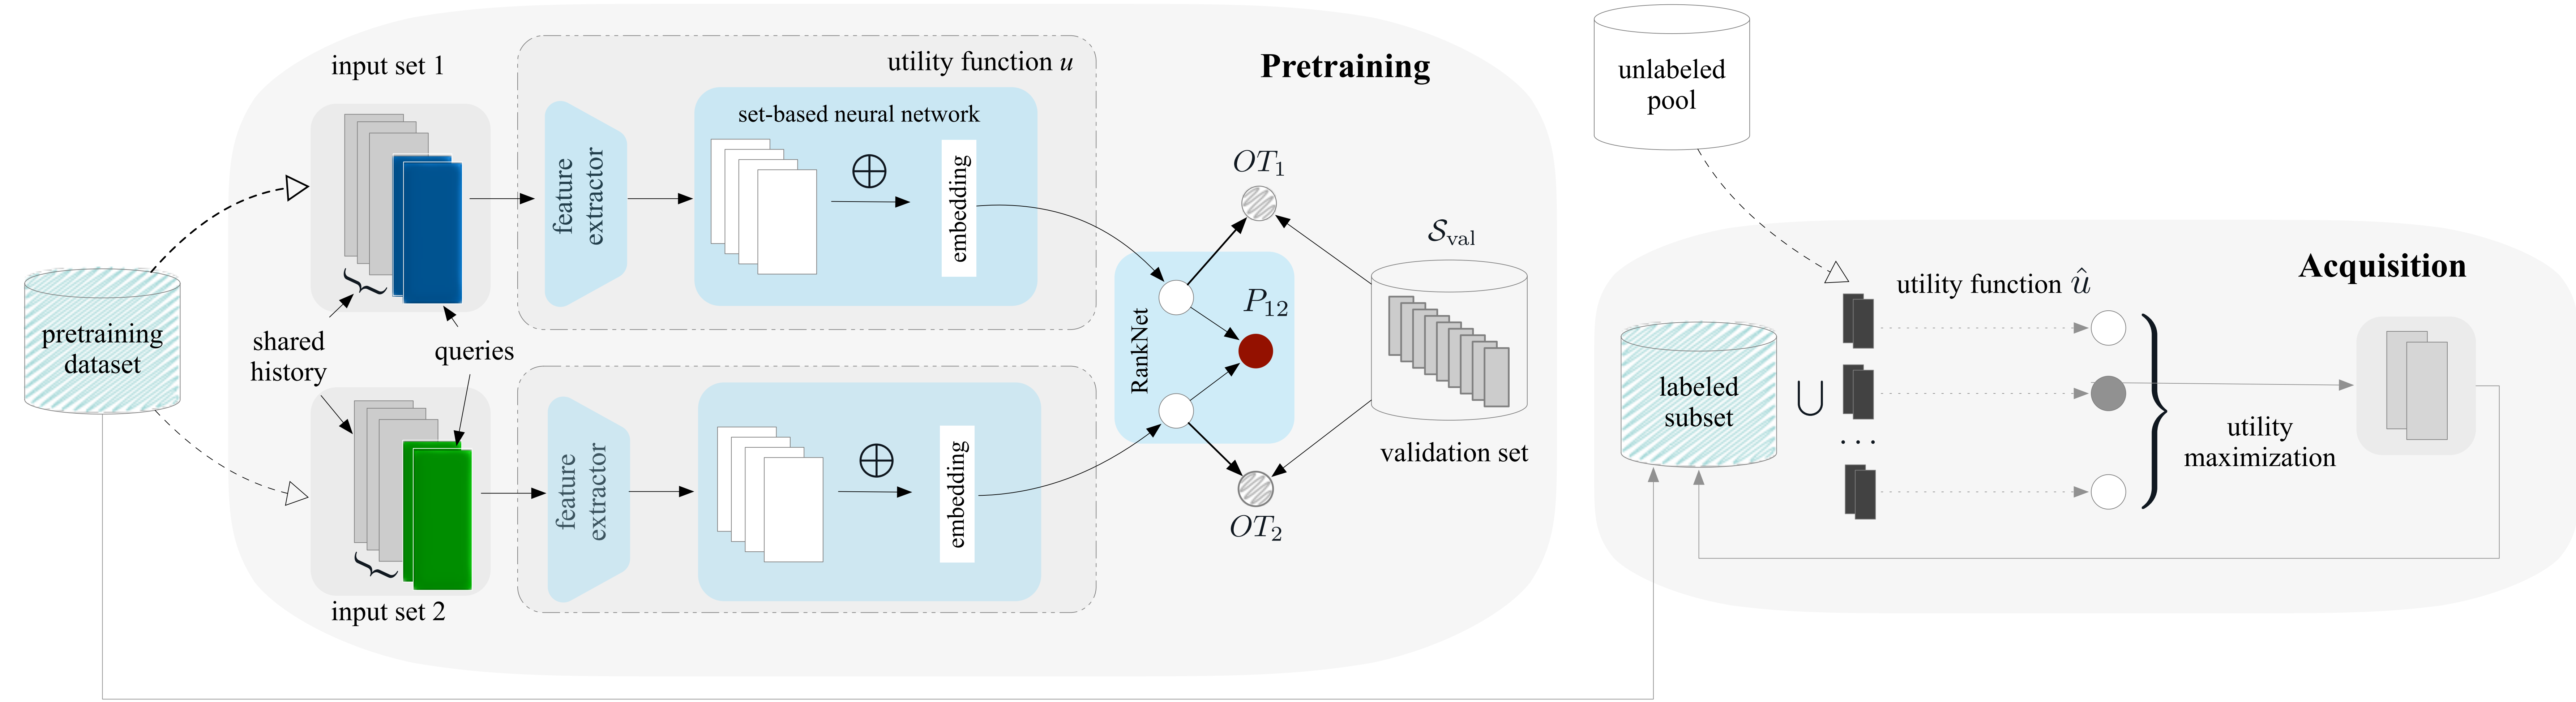 input set 1
utility function u
Pretraining
set-based neural network
feature
extractor
⊕
embedding
OT₁
S_val
P₁₂
RankNet
pretraining
dataset
shared
history
queries
feature
extractor
⊕
embedding
OT₂
validation set
input set 2
unlabeled
pool
Acquisition
utility function û
labeled
subset
∪
...
utility
maximization